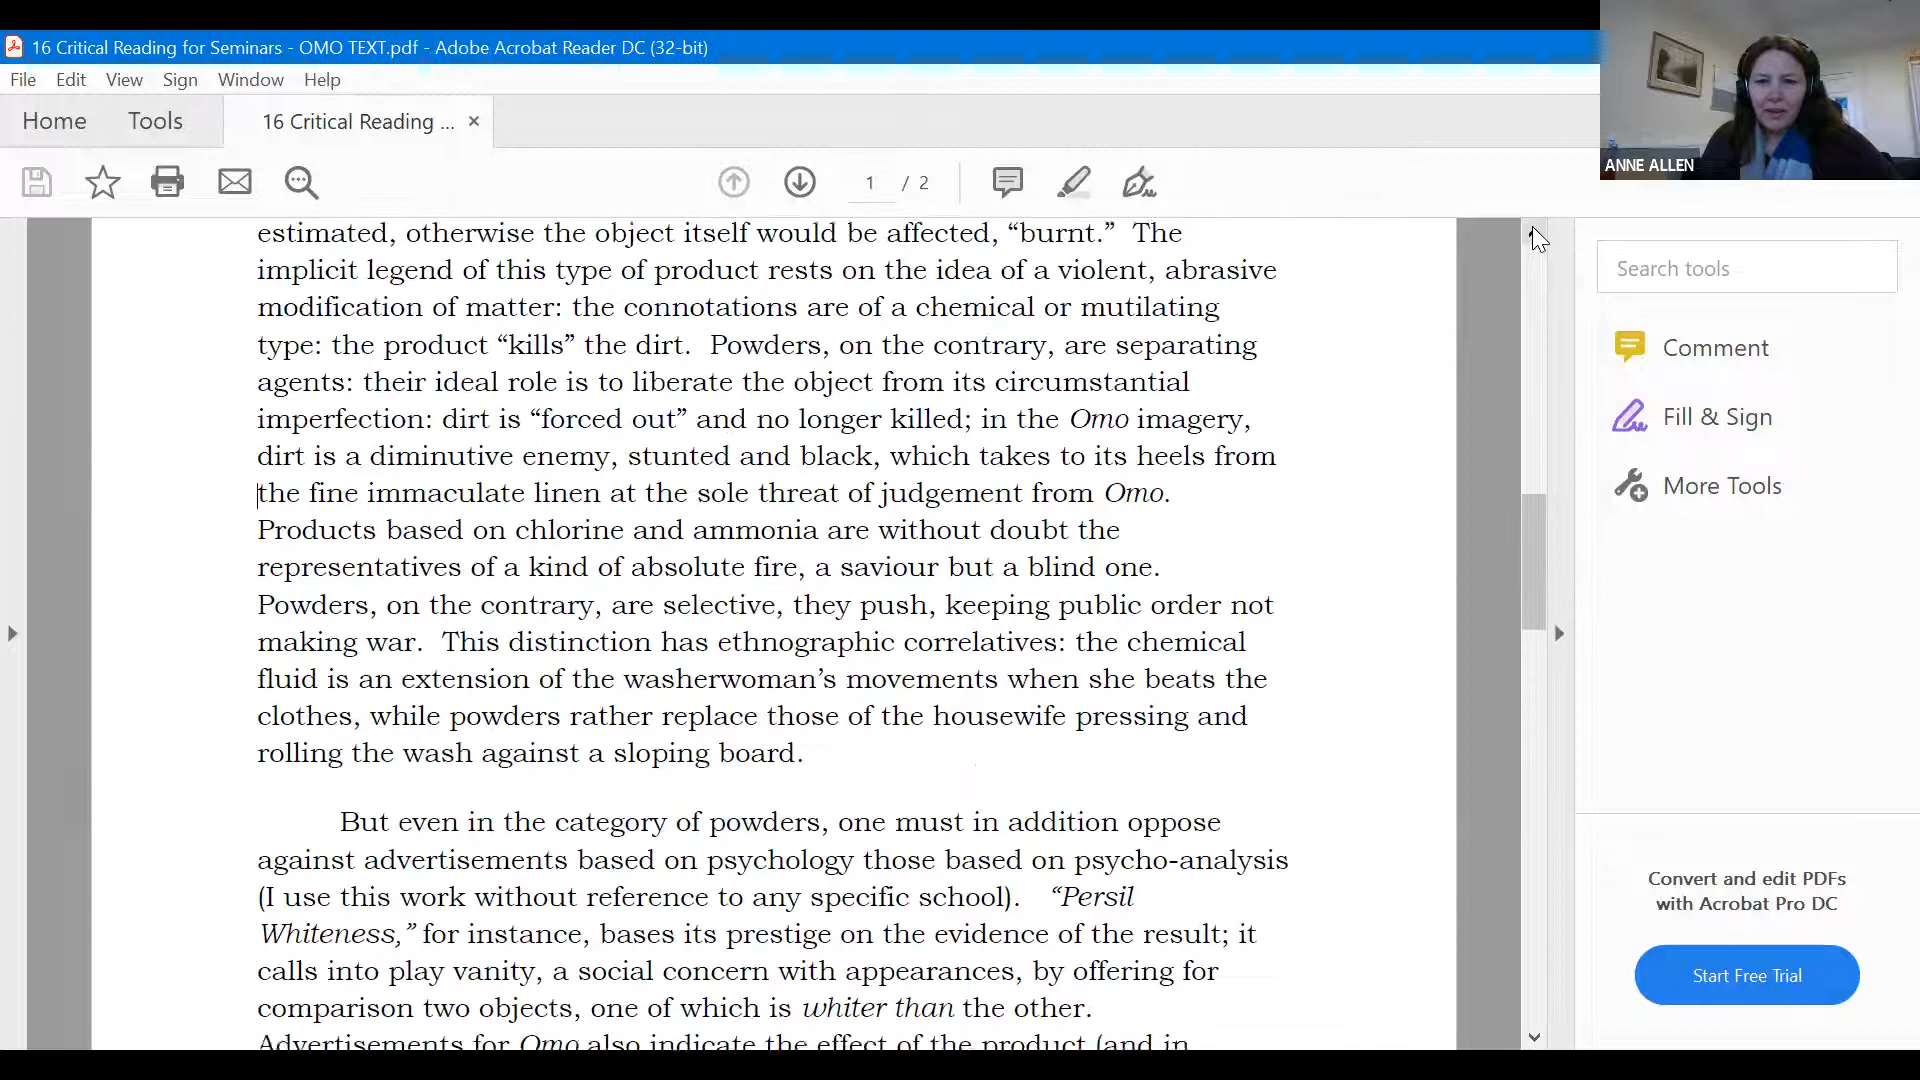 16 Critical Reading for Seminars - OMO TEXT.pdf - Adobe Acrobat Reader DC (32-bit)
File Edit View Sign Window Help
Home Tools 16 Critical Reading ... ×
ANNE ALLEN
1 / 2
estimated, otherwise the object itself would be affected, “burnt.” The
implicit legend of this type of product rests on the idea of a violent, abrasive
modification of matter: the connotations are of a chemical or mutilating
type: the product “kills” the dirt. Powders, on the contrary, are separating
agents: their ideal role is to liberate the object from its circumstantial
imperfection: dirt is “forced out” and no longer killed; in the Omo imagery,
dirt is a diminutive enemy, stunted and black, which takes to its heels from
the fine immaculate linen at the sole threat of judgement from Omo.
Products based on chlorine and ammonia are without doubt the
representatives of a kind of absolute fire, a saviour but a blind one.
Powders, on the contrary, are selective, they push, keeping public order not
making war. This distinction has ethnographic correlatives: the chemical
fluid is an extension of the washerwoman’s movements when she beats the
clothes, while powders rather replace those of the housewife pressing and
rolling the wash against a sloping board.
But even in the category of powders, one must in addition oppose
against advertisements based on psychology those based on psycho-analysis
(I use this work without reference to any specific school). “Persil
Whiteness,” for instance, bases its prestige on the evidence of the result; it
calls into play vanity, a social concern with appearances, by offering for
comparison two objects, one of which is whiter than the other.
Advertisements for Omo also indicate the effect of the product (and in
Search tools
Comment
Fill & Sign
More Tools
Convert and edit PDFs
with Acrobat Pro DC
Start Free Trial